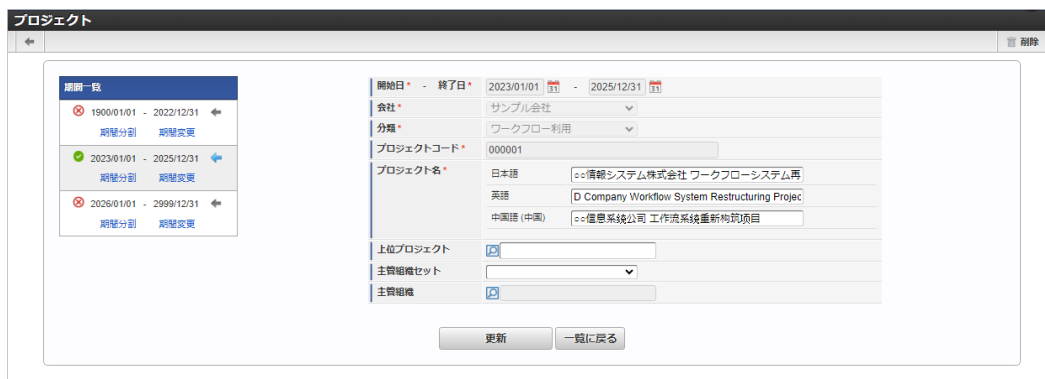 プロジェクト
削除
期間一覧
1900/01/01 - 2022/12/31
期間分割 期間変更
2023/01/01 - 2025/12/31
期間分割 期間変更
2026/01/01 - 2999/12/31
期間分割 期間変更
開始日* - 終了日* 2023/01/01 31 - 2025/12/31 31
会社* サンプル会社
分類* ワークフロー利用
プロジェクトコード* 000001
プロジェクト名* 日本語 ○○情報システム株式会社 ワークフローシステム再
英語 D Company Workflow System Restructuring Projec
中国語 (中国) ○○信息系统公司 工作流系统重新构筑项目
上位プロジェクト
主管組織セット
主管組織
更新 一覧に戻る